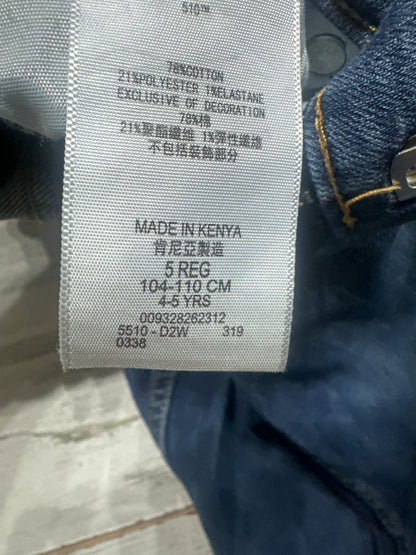 510™
78%COTTON
21%POLYESTER 1%ELASTANE
EXCLUSIVE OF DECORATION
78%棉
21%聚酯纖維 1%彈性纖維
不包括裝飾部分
MADE IN KENYA
肯尼亞製造
5 REG
104-110 CM
4-5 YRS
009328262312
5510 - D2W 319
0338